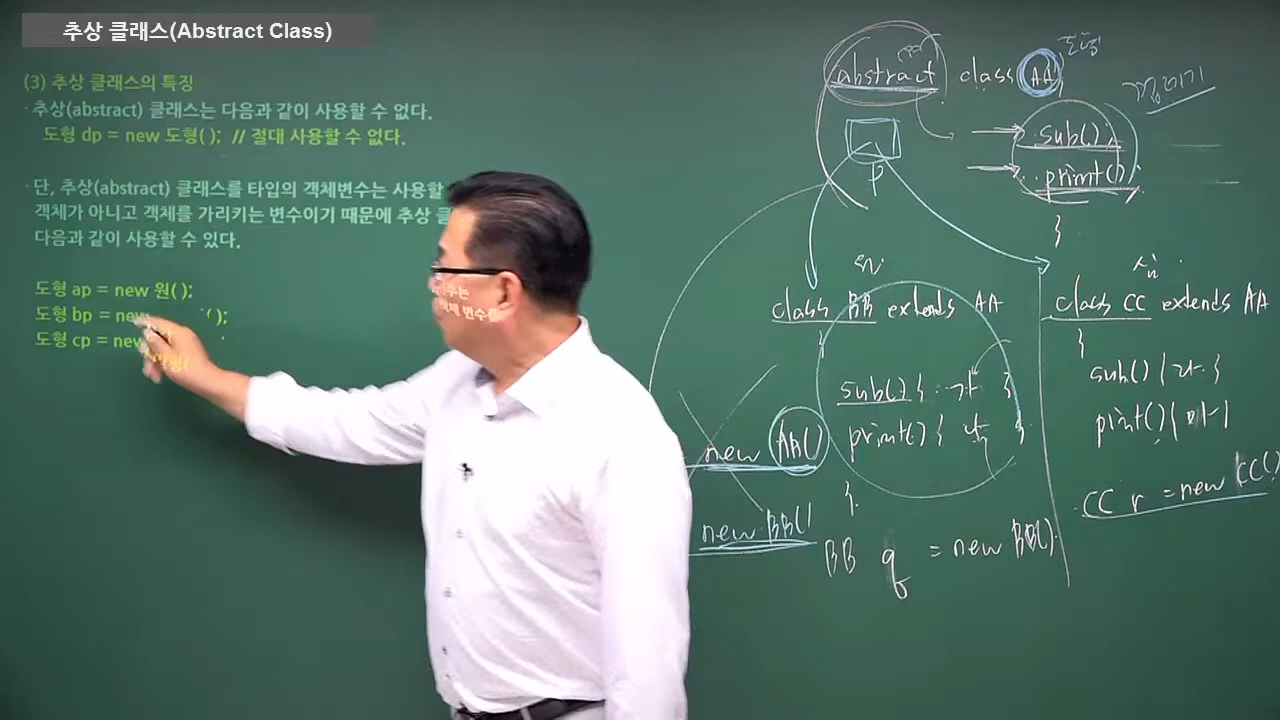 추상 클래스(Abstract Class)
(3) 추상 클래스의 특징
·추상(abstract) 클래스는 다음과 같이 사용할 수 없다.
도형 dp = new 도형( ); // 절대 사용할 수 없다.
·단, 추상(abstract) 클래스를 타입의 객체변수는 사용할
객체가 아니고 객체를 가리키는 변수이기 때문에 추상
다음과 같이 사용할 수 있다.
도형 ap = new 원( );
도형 bp = new ( );
도형 cp = new
abstract class AA
도형
sub()
print()
}
p
class BB extends AA
{
sub() { 가 }
print() { }
}
BB q = new BB()
new AA()
new BB()
class CC extends AA
{
sub() { }
print() {
CC r = new CC()